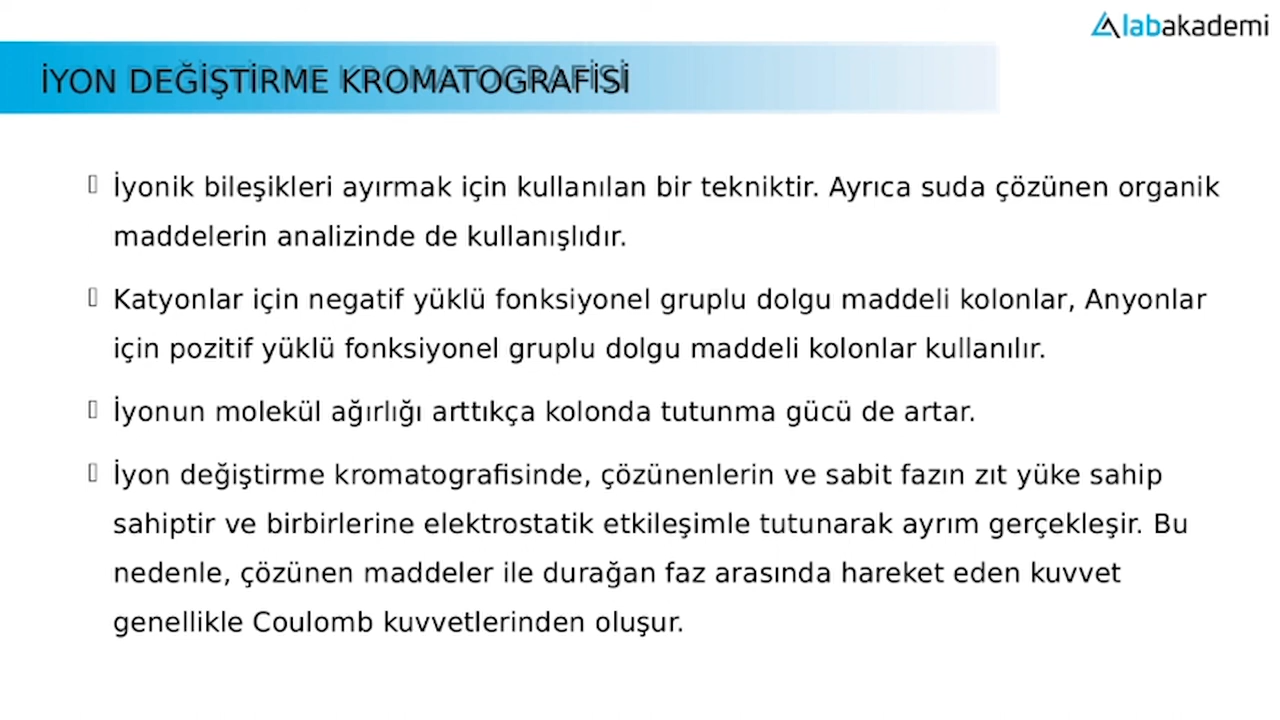 labakademi
İYON DEĞİŞTİRME KROMATOGRAFİSİ
İyonik bileşikleri ayırmak için kullanılan bir tekniktir. Ayrıca suda çözünen organik
maddelerin analizinde de kullanışlıdır.
Katyonlar için negatif yüklü fonksiyonel gruplu dolgu maddeli kolonlar, Anyonlar
için pozitif yüklü fonksiyonel gruplu dolgu maddeli kolonlar kullanılır.
İyonun molekül ağırlığı arttıkça kolonda tutunma gücü de artar.
İyon değiştirme kromatografisinde, çözünenlerin ve sabit fazın zıt yüke sahip
sahiptir ve birbirlerine elektrostatik etkileşimle tutunarak ayrım gerçekleşir. Bu
nedenle, çözünen maddeler ile durağan faz arasında hareket eden kuvvet
genellikle Coulomb kuvvetlerinden oluşur.